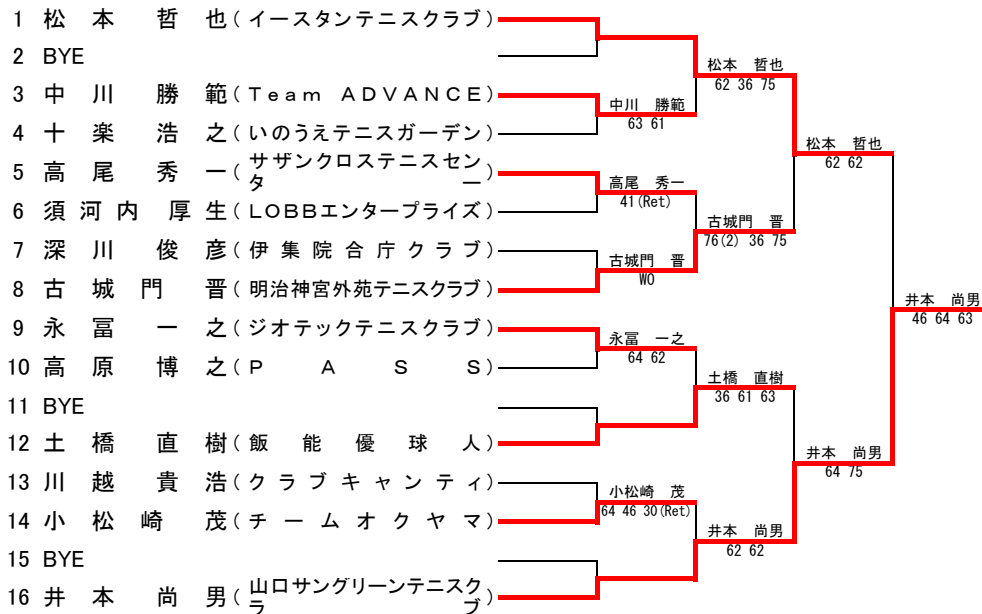 1 松本 哲也(イースタンテニスクラブ)
2 BYE
3 中川 勝範(Team ADVANCE)
4 十楽 浩之(いのうえテニスガーデン)
5 高尾 秀一(サザンクロステニスセンター)
6 須河内 厚生(LOBBエンタープライズ)
7 深川 俊彦(伊集院合庁クラブ)
8 古城門 晋(明治神宮外苑テニスクラブ)
9 永冨 一之(ジオテックテニスクラブ)
10 高原 博之(PASS)
11 BYE
12 土橋 直樹(飯能優球人)
13 川越 貴浩(クラブキャンティ)
14 小松崎 茂(チームオクヤマ)
15 BYE
16 井本 尚男(山口サングリーンテニスクラブ)
中川 勝範
63 61
高尾 秀一
41(Ret)
古城門 晋
WO
永冨 一之
64 62
小松崎 茂
64 46 30(Ret)
松本 哲也
62 36 75
古城門 晋
76(2) 36 75
土橋 直樹
36 61 63
井本 尚男
62 62
松本 哲也
62 62
井本 尚男
64 75
井本 尚男
46 64 63